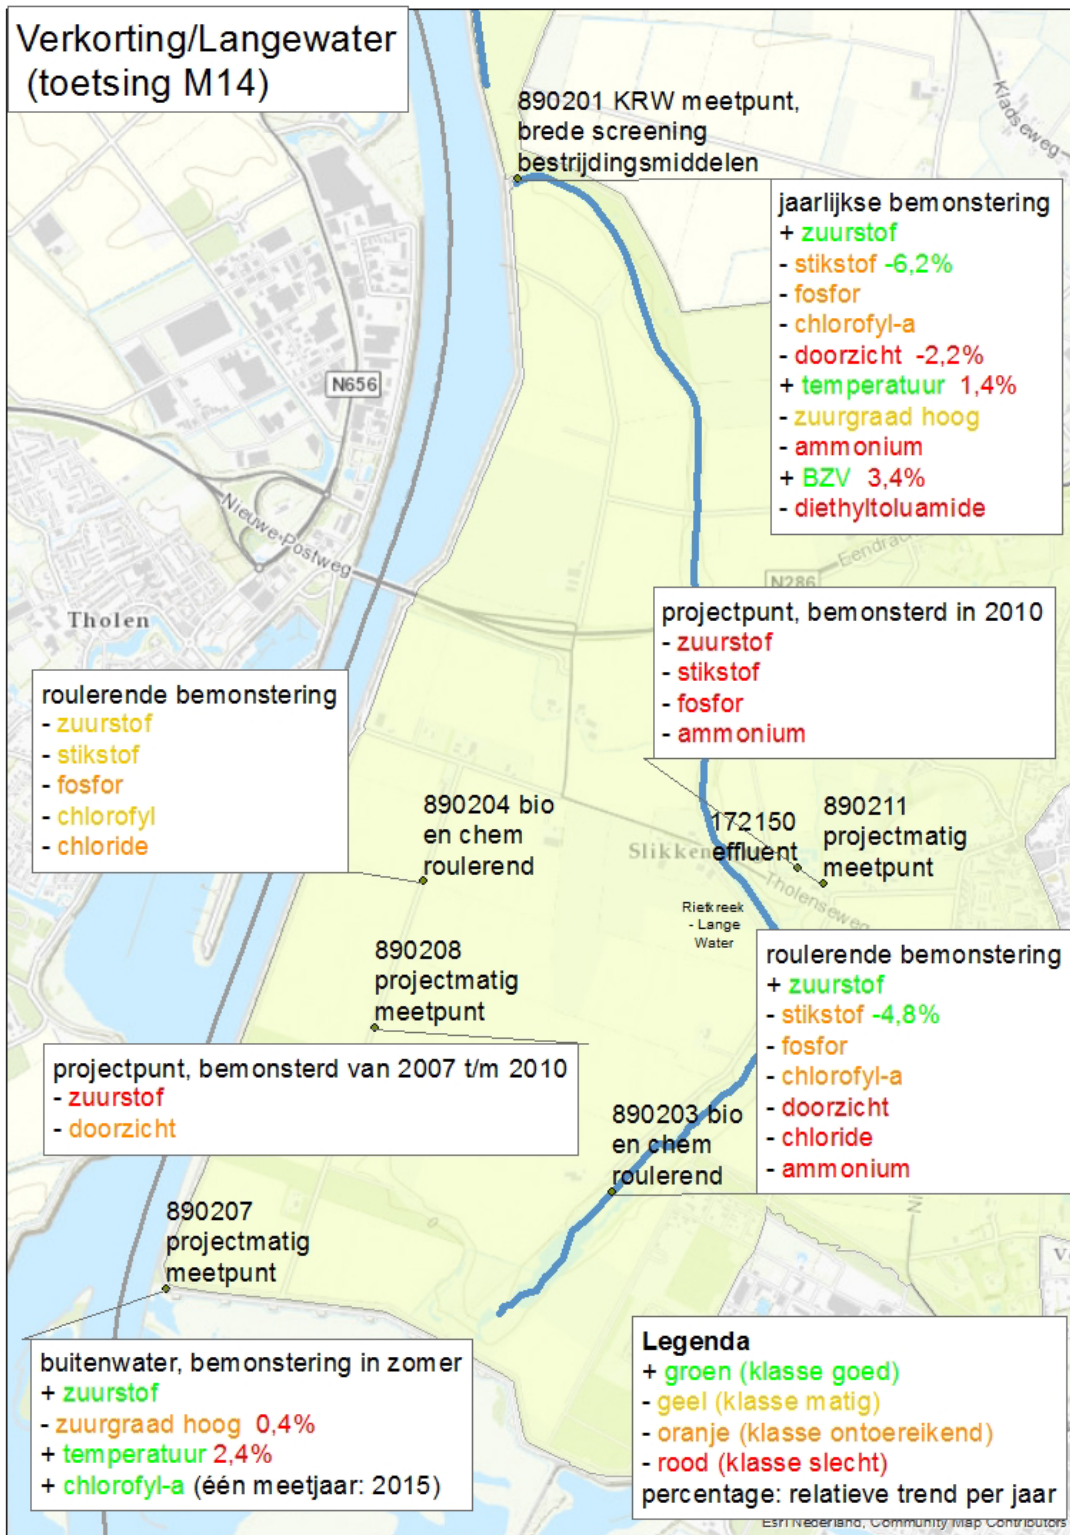 Verkorting/Langewater
(toetsing M14)
890201 KRW meetpunt,
brede screening
bestrijdingsmiddelen
Kladseweg
jaarlijkse bemonstering
+ zuurstof
- stikstof -6,2%
- fosfor
- chlorofyl-a
- doorzicht -2,2%
+ temperatuur 1,4%
- zuurgraad hoog
- ammonium
+ BZV 3,4%
- diethyltoluamide
N656
Nieuwe-Postweg
Tholen
N286
projectpunt, bemonsterd in 2010
- zuurstof
- stikstof
- fosfor
- ammonium
roulerende bemonstering
- zuurstof
- stikstof
- fosfor
- chlorofyl
- chloride
890204 bio
en chem
roulerend
172150
effluent
890211
projectmatig
meetpunt
Tholenseweg
Rietkreek
- Lange
Water
890208
projectmatig
meetpunt
roulerende bemonstering
+ zuurstof
- stikstof -4,8%
- fosfor
- chlorofyl-a
- doorzicht
- chloride
- ammonium
projectpunt, bemonsterd van 2007 t/m 2010
- zuurstof
- doorzicht
890203 bio
en chem
roulerend
890207
projectmatig
meetpunt
buitenwater, bemonstering in zomer
+ zuurstof
- zuurgraad hoog 0,4%
+ temperatuur 2,4%
+ chlorofyl-a (één meetjaar: 2015)
Legenda
+ groen (klasse goed)
- geel (klasse matig)
- oranje (klasse ontoereikend)
- rood (klasse slecht)
percentage: relatieve trend per jaar
Esri Nederland, Community Map Contributors